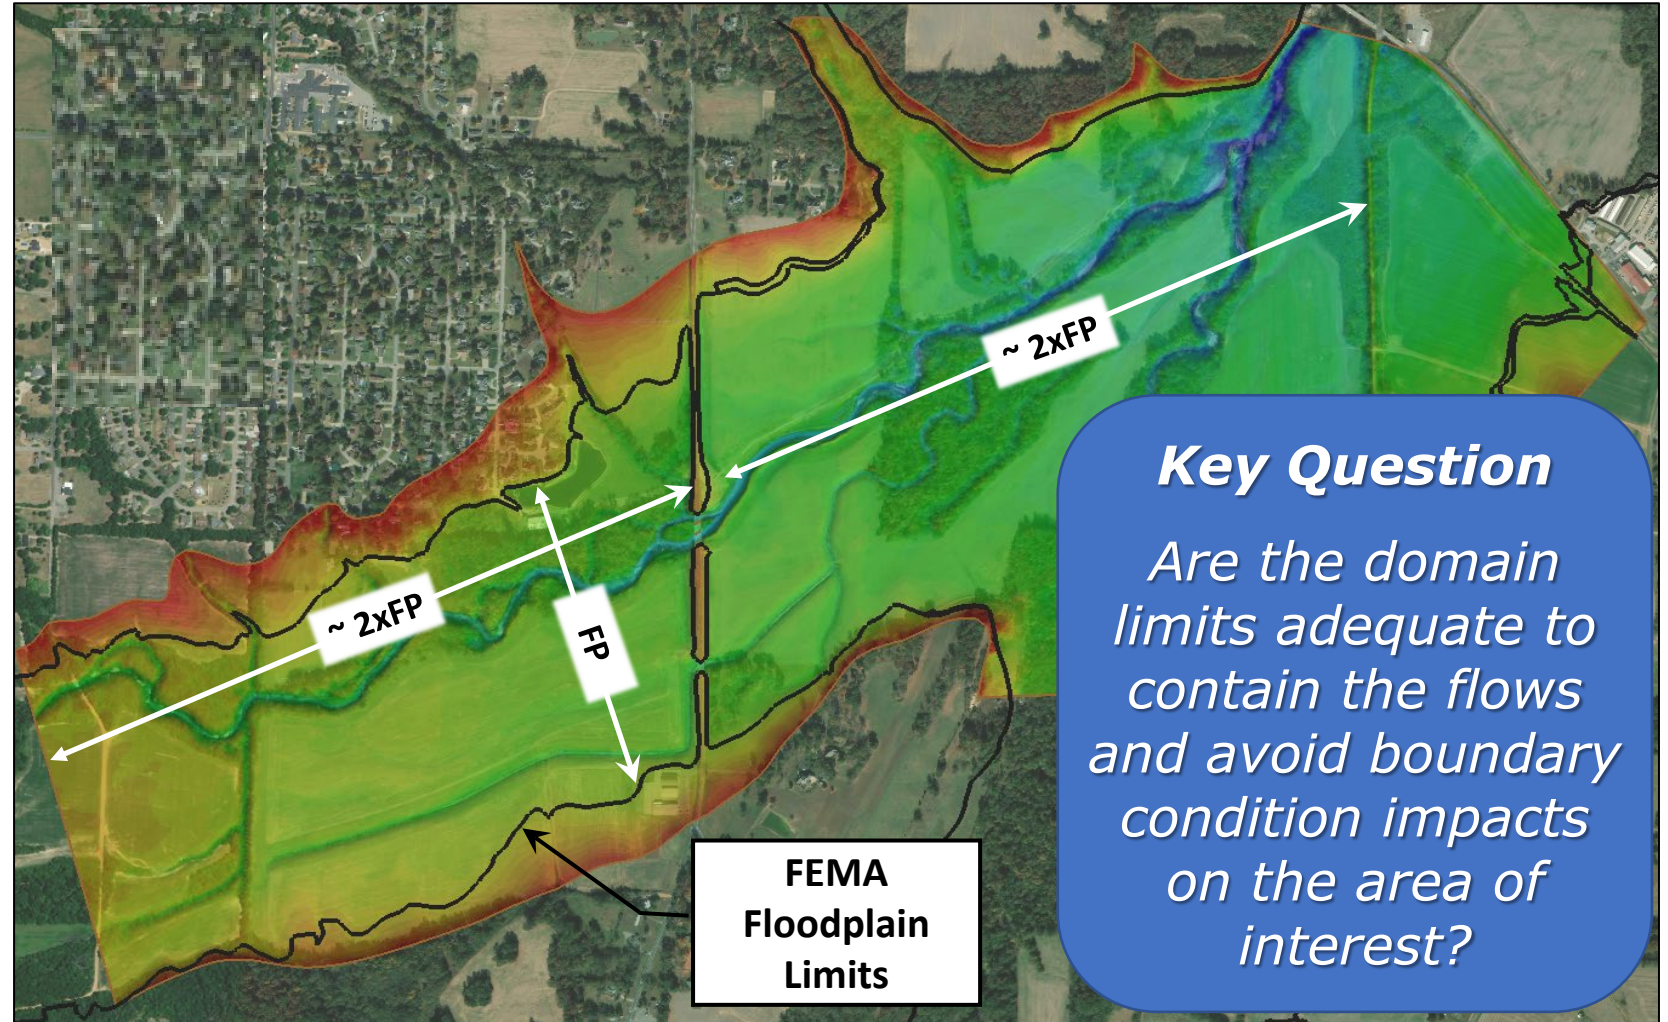 ~ 2xFP
~ 2xFP
FP
FEMA
Floodplain
Limits
Key Question
Are the domain
limits adequate to
contain the flows
and avoid boundary
condition impacts
on the area of
interest?